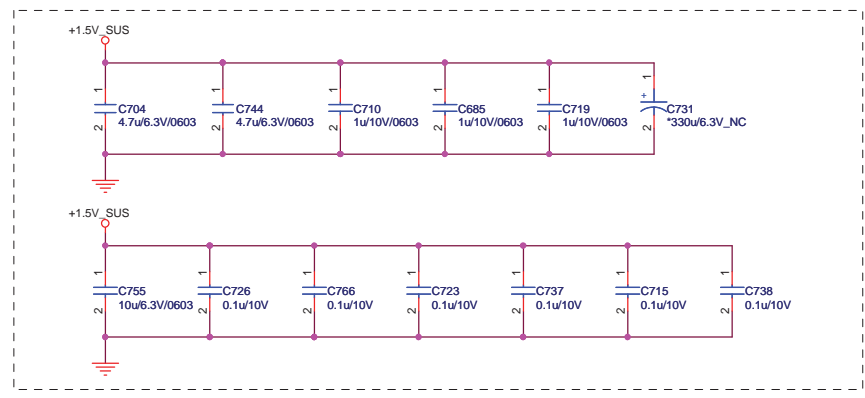 +1.5V_SUS
1 1 1 1 1 1
+
C704 C744 C710 C685 C719 C731
4.7u/6.3V/0603 4.7u/6.3V/0603 1u/10V/0603 1u/10V/0603 1u/10V/0603 *330u/6.3V_NC
2 2 2 2 2 2
+1.5V_SUS
1 1 1 1 1 1 1
C755 C726 C766 C723 C737 C715 C738
10u/6.3V/0603 0.1u/10V 0.1u/10V 0.1u/10V 0.1u/10V 0.1u/10V 0.1u/10V
2 2 2 2 2 2 2